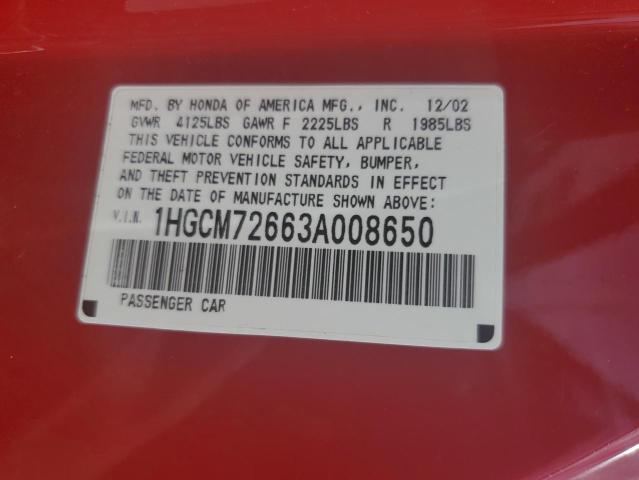 MFD. BY HONDA OF AMERICA MFG., INC. 12/02
GVWR 4125LBS GAWR F 2225LBS R 1985LBS
THIS VEHICLE CONFORMS TO ALL APPLICABLE
FEDERAL MOTOR VEHICLE SAFETY, BUMPER,
AND THEFT PREVENTION STANDARDS IN EFFECT
ON THE DATE OF MANUFACTURE SHOWN ABOVE:
V.I.N. 1HGCM72663A008650
PASSENGER CAR